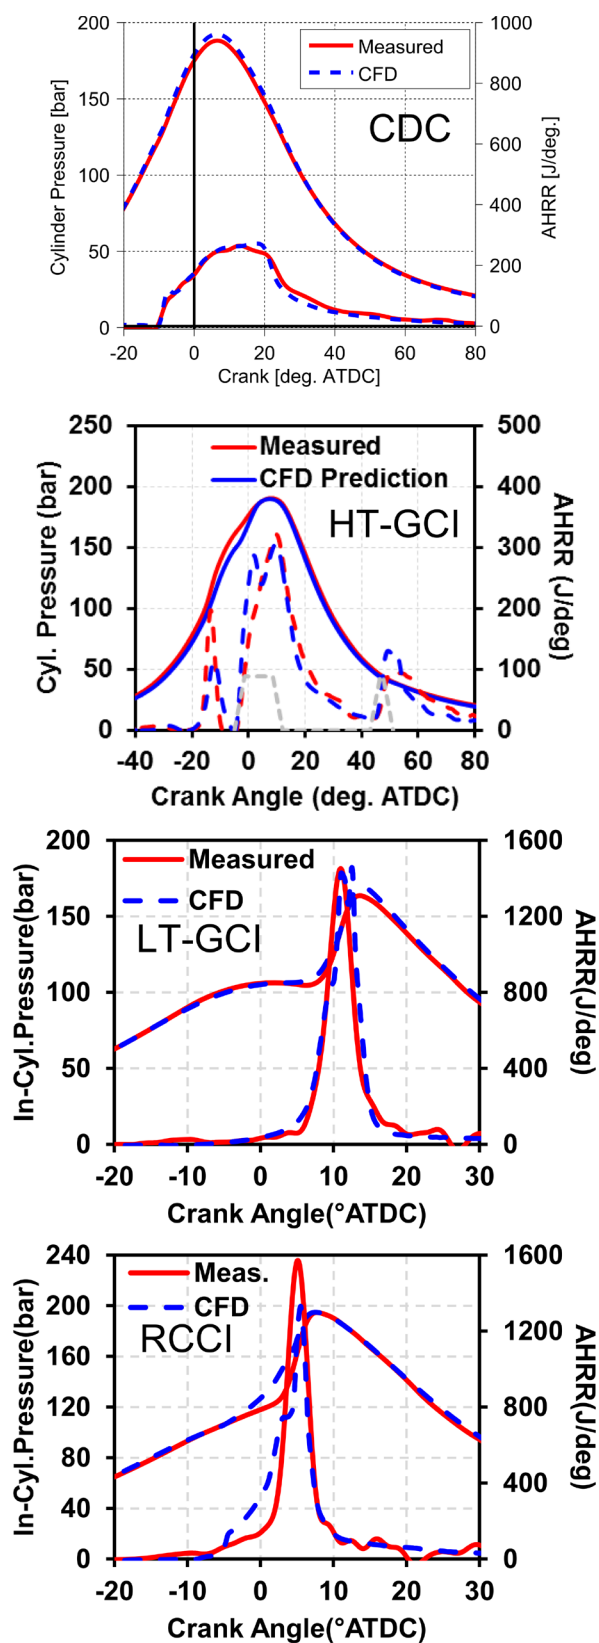 200
150
100
50
0
Cylinder Pressure [bar]
1000
800
600
400
200
0
AHRR [J/deg.]
Measured
CFD
CDC
-20 0 20 40 60 80
Crank [deg. ATDC]
250
200
150
100
50
0
Cyl. Pressure (bar)
500
400
300
200
100
0
AHRR (J/deg)
Measured
CFD Prediction
HT-GCI
-40 -20 0 20 40 60 80
Crank Angle (deg. ATDC)
200
150
100
50
0
In-Cyl.Pressure(bar)
1600
1200
800
400
0
AHRR(J/deg)
Measured
CFD
LT-GCI
-20 -10 0 10 20 30
Crank Angle(°ATDC)
240
200
160
120
80
40
0
In-Cyl.Pressure(bar)
1600
1200
800
400
0
AHRR(J/deg)
Meas.
CFD
RCCI
-20 -10 0 10 20 30
Crank Angle(°ATDC)